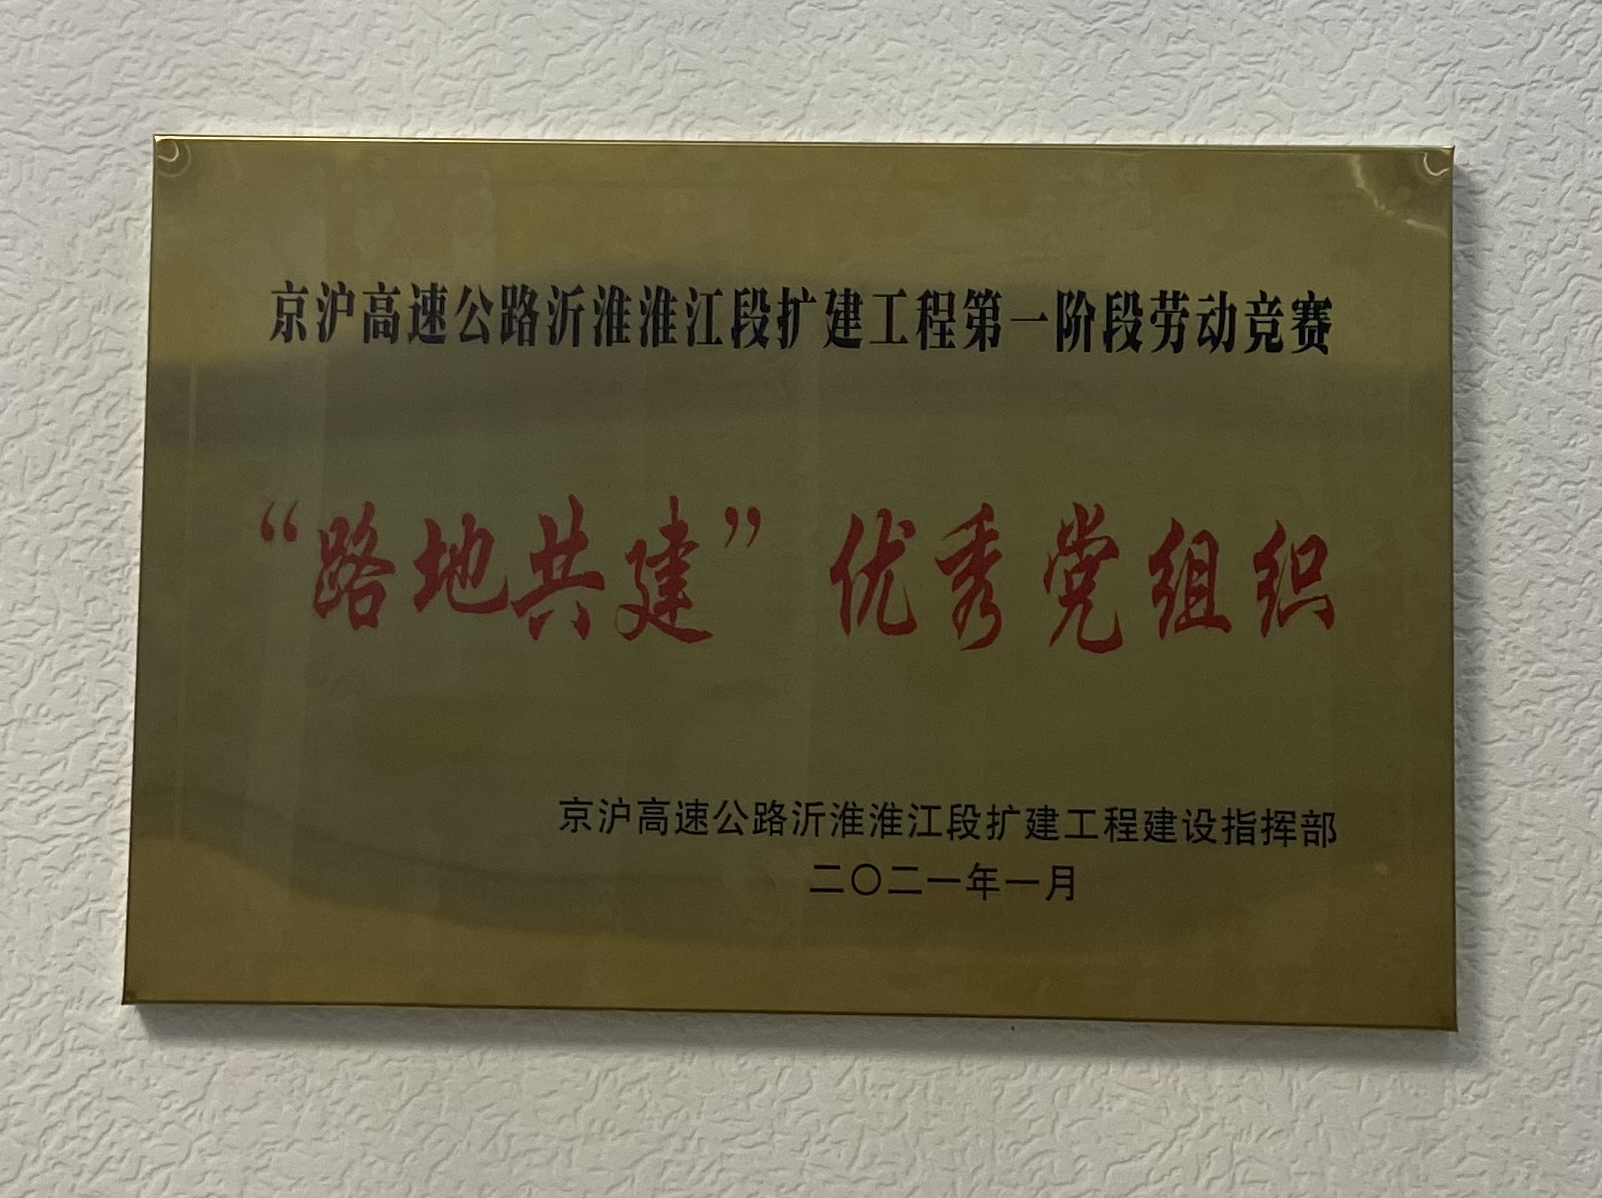 京沪高速公路沂淮淮江段扩建工程第一阶段劳动竞赛
“路地共建”优秀党组织
京沪高速公路沂淮淮江段扩建工程建设指挥部
二〇二一年一月